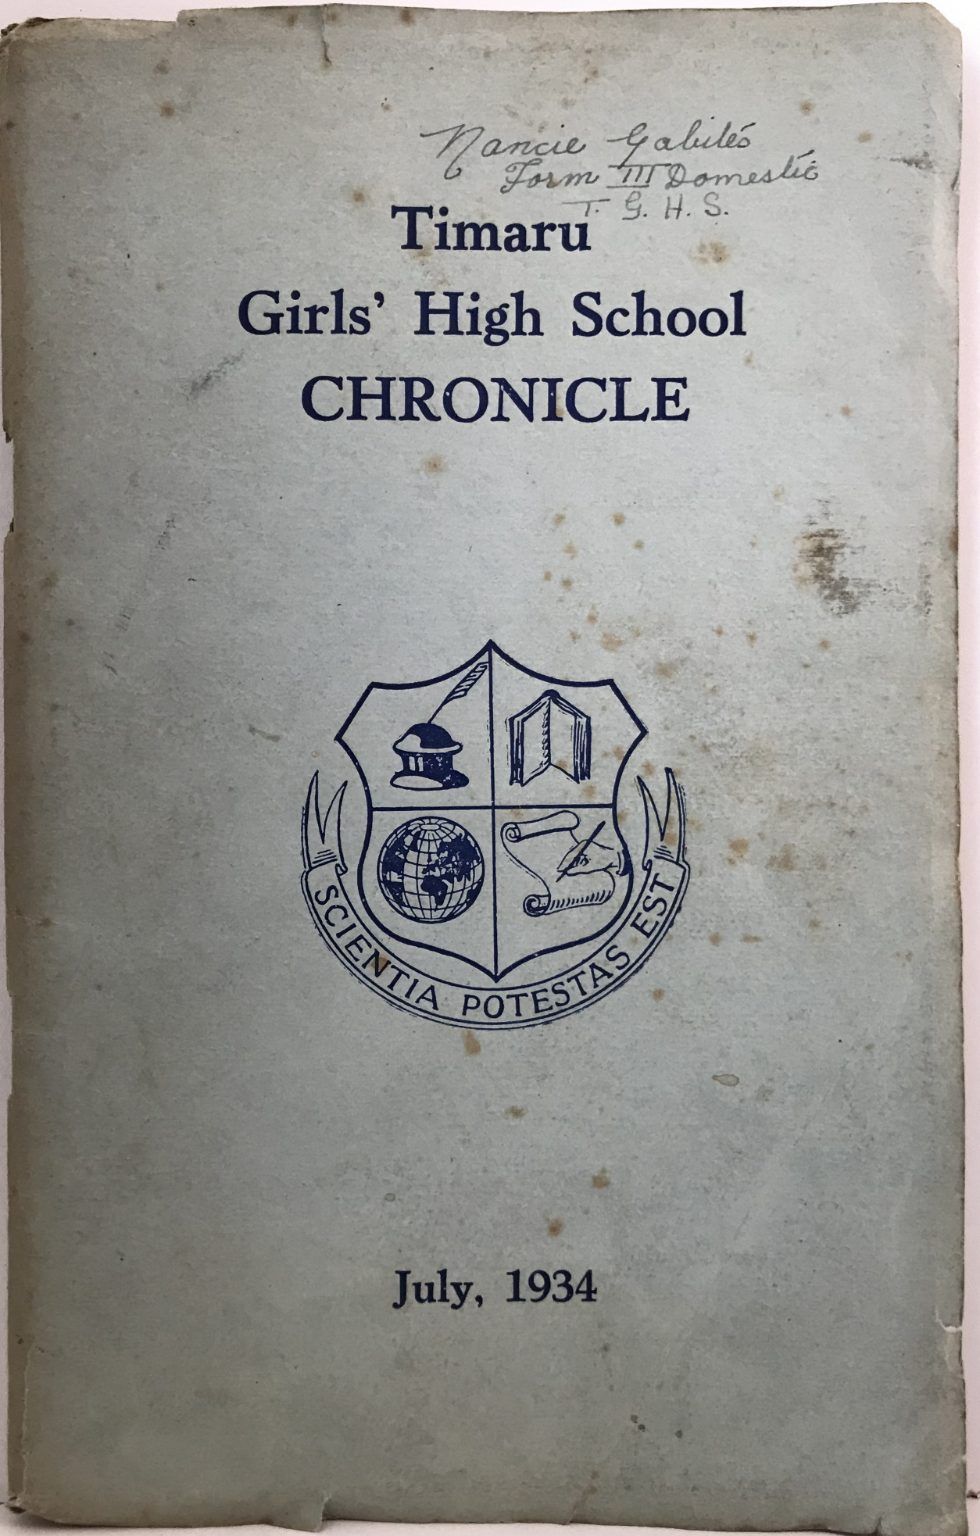 Nancie Gabites
Form III Domestic
T. G. H. S.
Timaru
Girls' High School
CHRONICLE
SCIENTIA POTESTAS EST
July, 1934